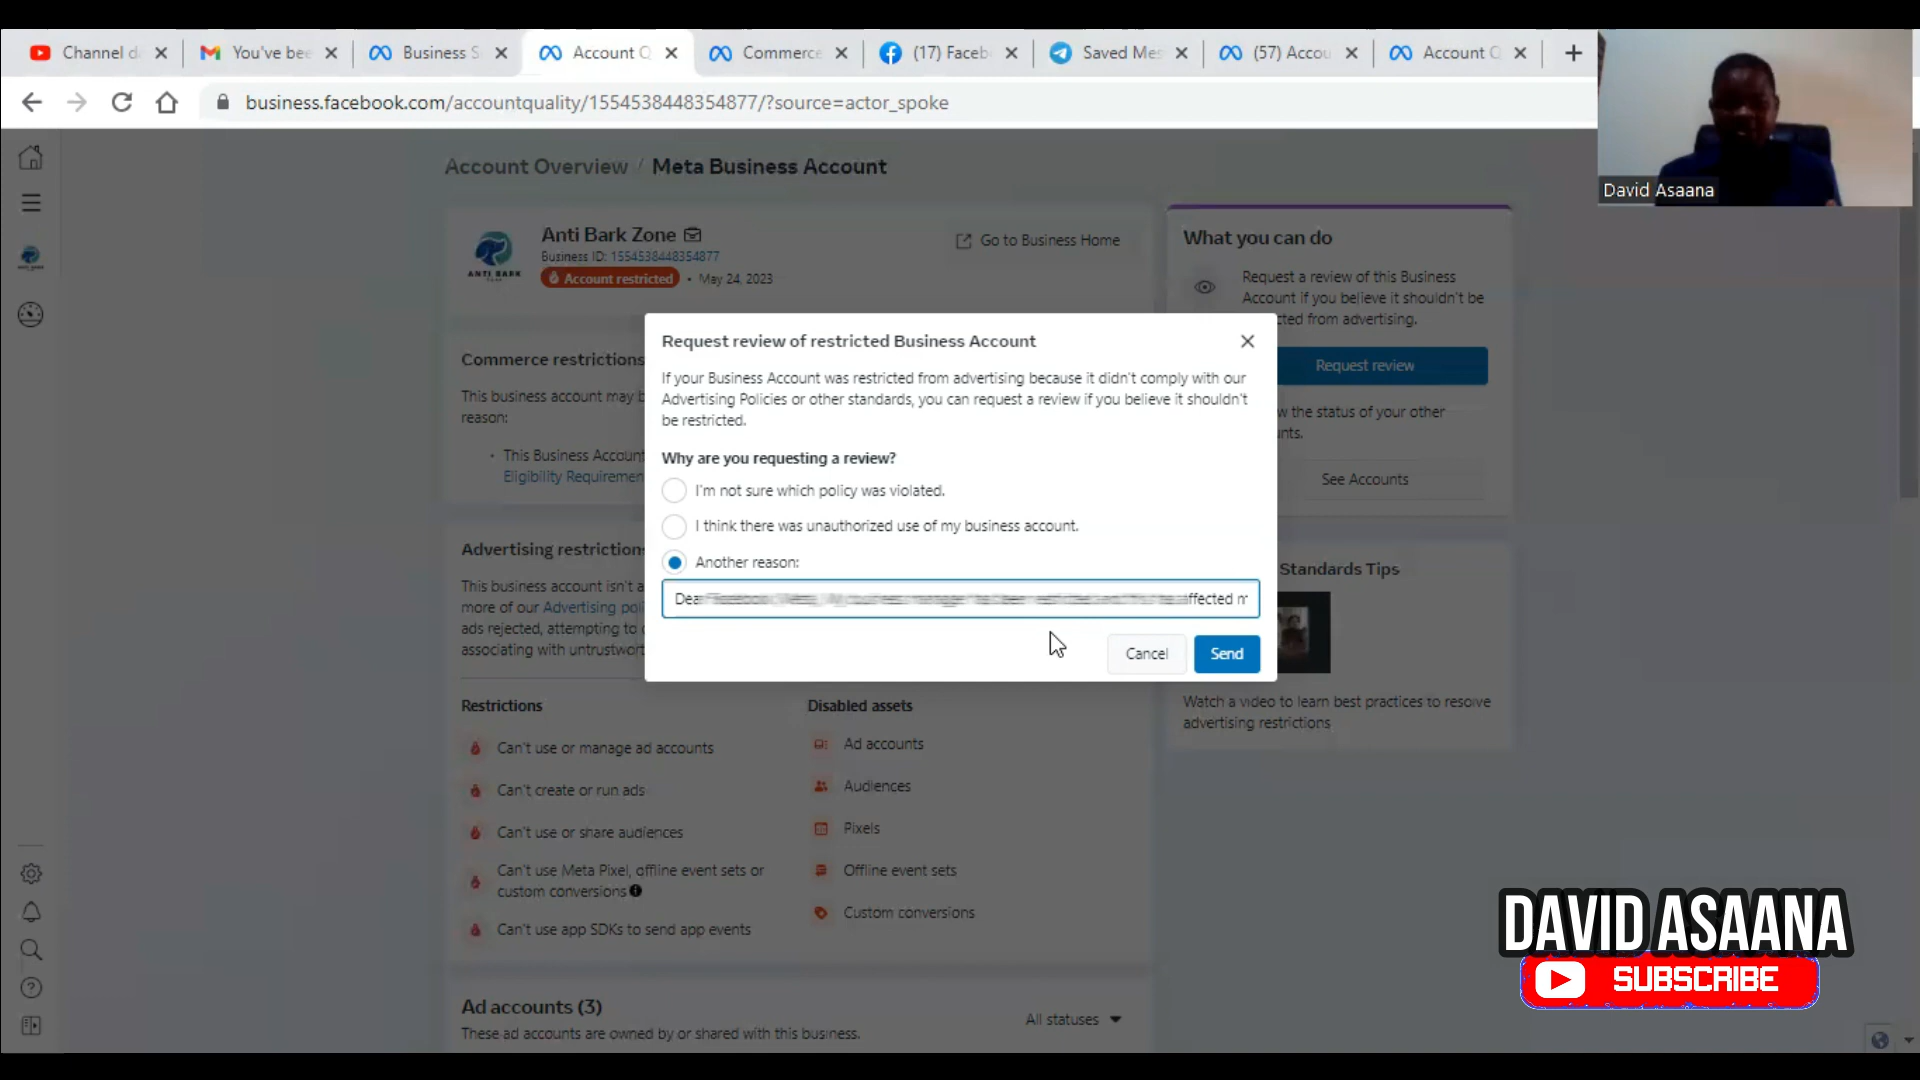 Channel d
You've bee
Business S
Account Q
Commerce
(17) Faceb
Saved Mes
(57) Accou
Account Q
business.facebook.com/accountquality/1554538448354877/?source=actor_spoke
David Asaana
Account Overview / Meta Business Account
Anti Bark Zone
Business ID: 1554538448354877
Account restricted • May 24, 2023
Go to Business Home
ANTI BARK
What you can do
Request a review of this Business
Account if you believe it shouldn't be
cted from advertising.
Request review
w the status of your other
unts.
See Accounts
Commerce restrictions
This business account may b
reason:
• This Business Account
Eligibility Requiremen
Advertising restriction
This business account isn't a
more of our Advertising poli
ads rejected, attempting to
associating with untrustwort
Request review of restricted Business Account
If your Business Account was restricted from advertising because it didn't comply with our
Advertising Policies or other standards, you can request a review if you believe it shouldn't
be restricted.
Why are you requesting a review?
I'm not sure which policy was violated.
I think there was unauthorized use of my business account.
Another reason:
Dear affected m
Cancel
Send
Standards Tips
Watch a video to learn best practices to resolve
advertising restrictions
Restrictions
Can't use or manage ad accounts
Can't create or run ads
Can't use or share audiences
Can't use Meta Pixel, offline event sets or
custom conversions
Can't use app SDKs to send app events
Disabled assets
Ad accounts
Audiences
Pixels
Offline event sets
Custom conversions
Ad accounts (3)
These ad accounts are owned by or shared with this business.
All statuses
DAVID ASAANA
SUBSCRIBE